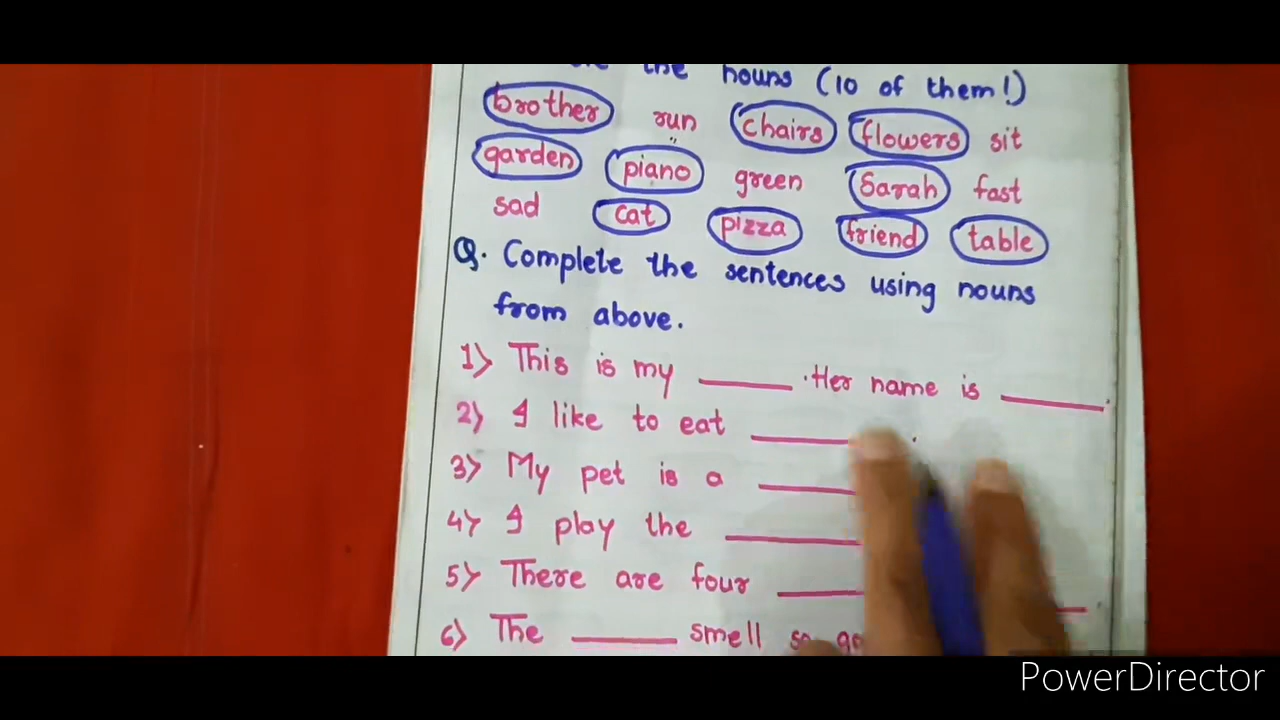 the nouns (10 of them!)
brother run chairs flowers sit
garden piano green Sarah fast
sad cat pizza friend table
Q. Complete the sentences using nouns
from above.
1) This is my ______. Her name is ______.
2) I like to eat ______.
3) My pet is a ______
4) I play the ______
5) There are four ______
6) The ______ smell so
PowerDirector